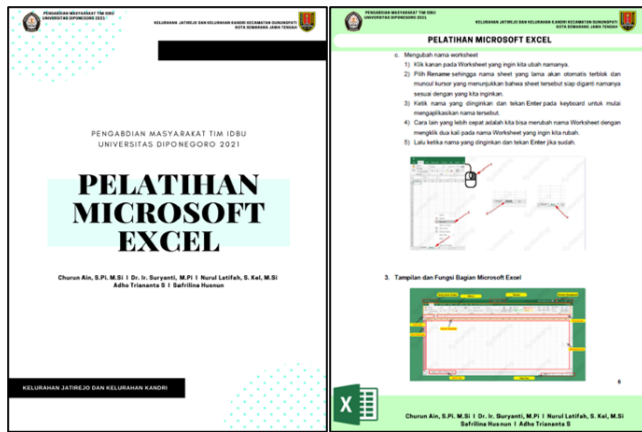 PENGABDIAN MASYARAKAT TIM IDBU
UNIVERSITAS DIPONEGORO 2021
KELURAHAN JATIREJO DAN KELURAHAN KANDRI KECAMATAN GUNUNGPATI
KOTA SEMARANG JAWA TENGAH
PENGABDIAN MASYARAKAT TIM IDBU
UNIVERSITAS DIPONEGORO 2021
PELATIHAN
MICROSOFT
EXCEL
Churun Ain, S.Pi. M.Si I Dr. Ir. Suryanti, M.Pi I Nurul Latifah, S. Kel, M.Si
Adho Triananta S I Safrilina Husnun
KELURAHAN JATIREJO DAN KELURAHAN KANDRI
PENGABDIAN MASYARAKAT TIM IDBU
UNIVERSITAS DIPONEGORO 2021
KELURAHAN JATIREJO DAN KELURAHAN KANDRI KECAMATAN GUNUNGPATI
KOTA SEMARANG JAWA TENGAH
PELATIHAN MICROSOFT EXCEL
c. Mengubah nama worksheet
1) Klik kanan pada Worksheet yang ingin kita ubah namanya.
2) Pilih Rename sehingga nama sheet yang lama akan otomatis terblok dan
muncul kursor yang menunjukkan bahwa sheet tersebut siap diganti namanya
sesuai dengan yang kita inginkan.
3) Ketik nama yang diinginkan dan tekan Enter pada keyboard untuk mulai
mengaplikasikan nama tersebut.
4) Cara lain yang lebih cepat adalah kita bisa merubah nama Worksheet dengan
mengklik dua kali pada nama Worksheet yang ingin kita rubah.
5) Lalu ketika nama yang diinginkan dan tekan Enter jika sudah.
3. Tampilan dan Fungsi Bagian Microsoft Excel
6
X
Churun Ain, S.Pi. M.Si I Dr. Ir. Suryanti, M.Pi I Nurul Latifah, S. Kel, M.Si
Safrilina Husnun I Adho Triananta S